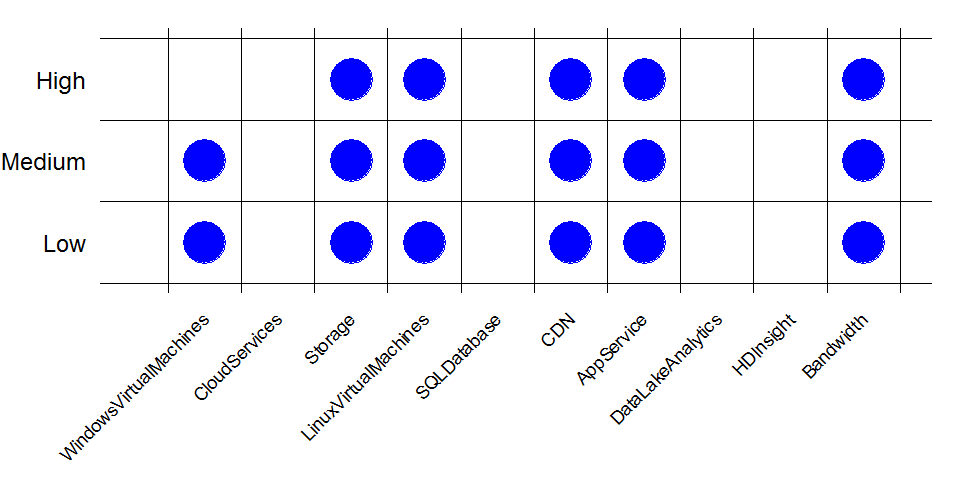 High
Medium
Low
WindowsVirtualMachines
CloudServices
Storage
LinuxVirtualMachines
SQLDatabase
CDN
AppService
DataLakeAnalytics
HDInsight
Bandwidth